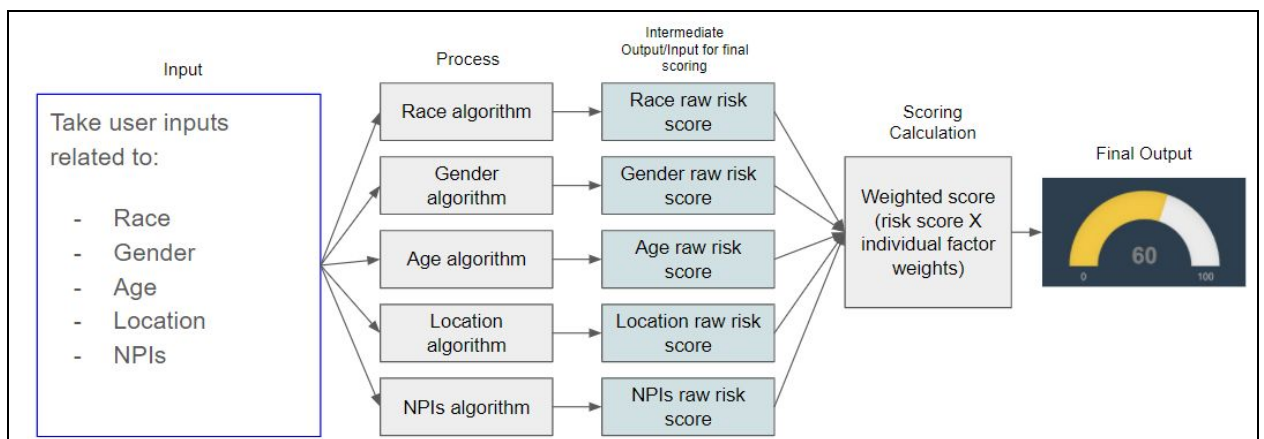 Input
Take user inputs
related to:
- Race
- Gender
- Age
- Location
- NPIs
Process
Race algorithm
Gender
algorithm
Age algorithm
Location
algorithm
NPIs algorithm
Intermediate
Output/Input for final
scoring
Race raw risk
score
Gender raw risk
score
Age raw risk
score
Location raw risk
score
NPIs raw risk
score
Scoring
Calculation
Weighted score
(risk score X
individual factor
weights)
Final Output
60
0
100